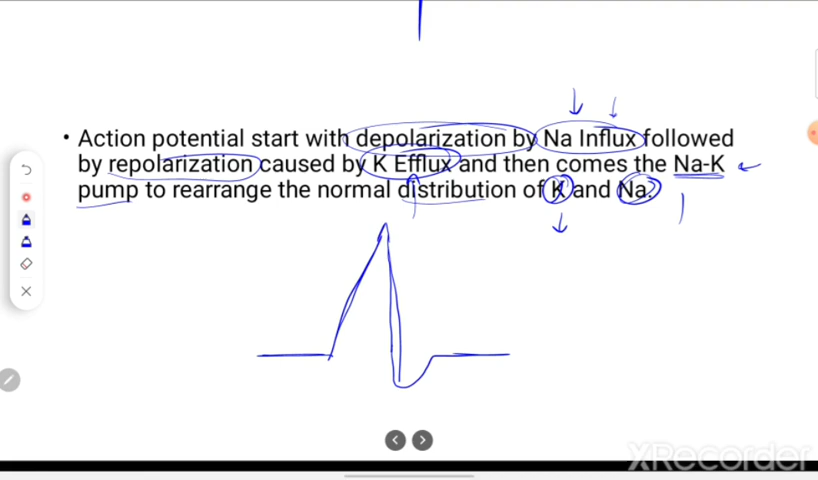 • Action potential start with depolarization by Na Influx followed
by repolarization caused by K Efflux and then comes the Na-K
pump to rearrange the normal distribution of K and Na.
XRecorder